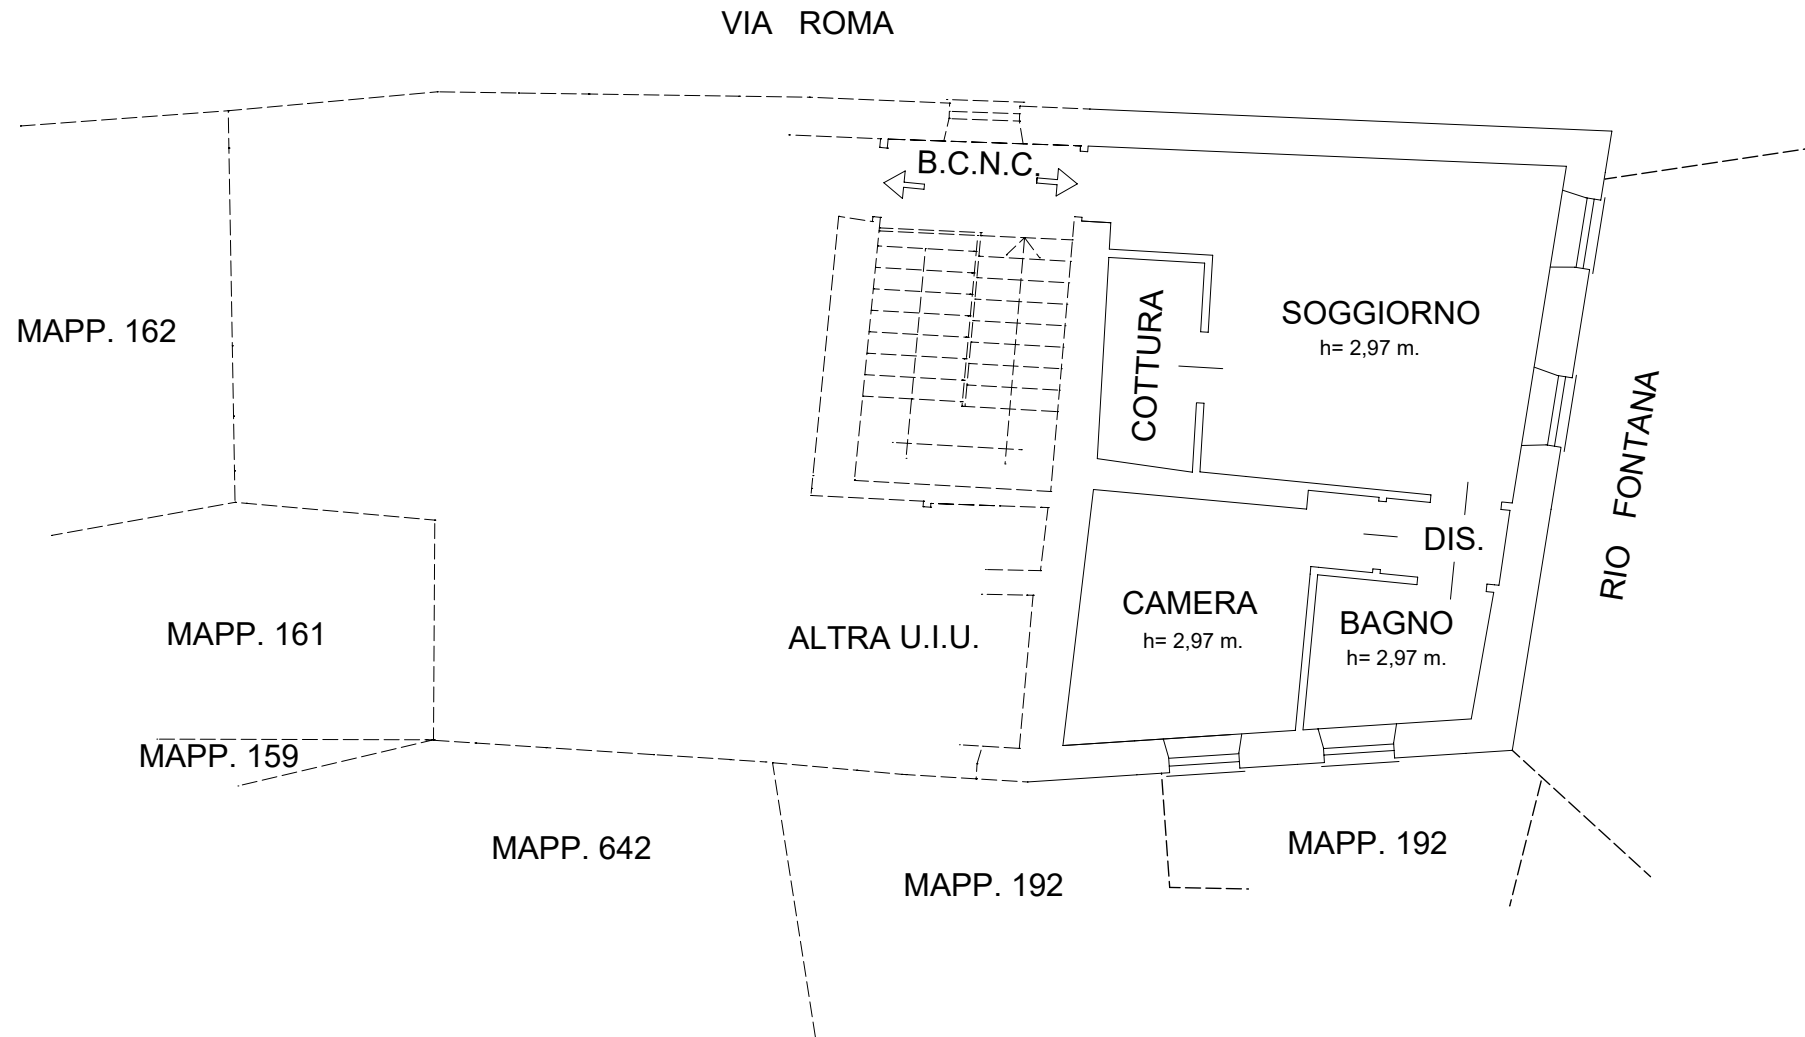 VIA ROMA
B.C.N.C.
MAPP. 162
COTTURA
SOGGIORNO
h= 2,97 m.
RIO FONTANA
DIS.
CAMERA
h= 2,97 m.
BAGNO
h= 2,97 m.
MAPP. 161
ALTRA U.I.U.
MAPP. 159
MAPP. 642
MAPP. 192
MAPP. 192